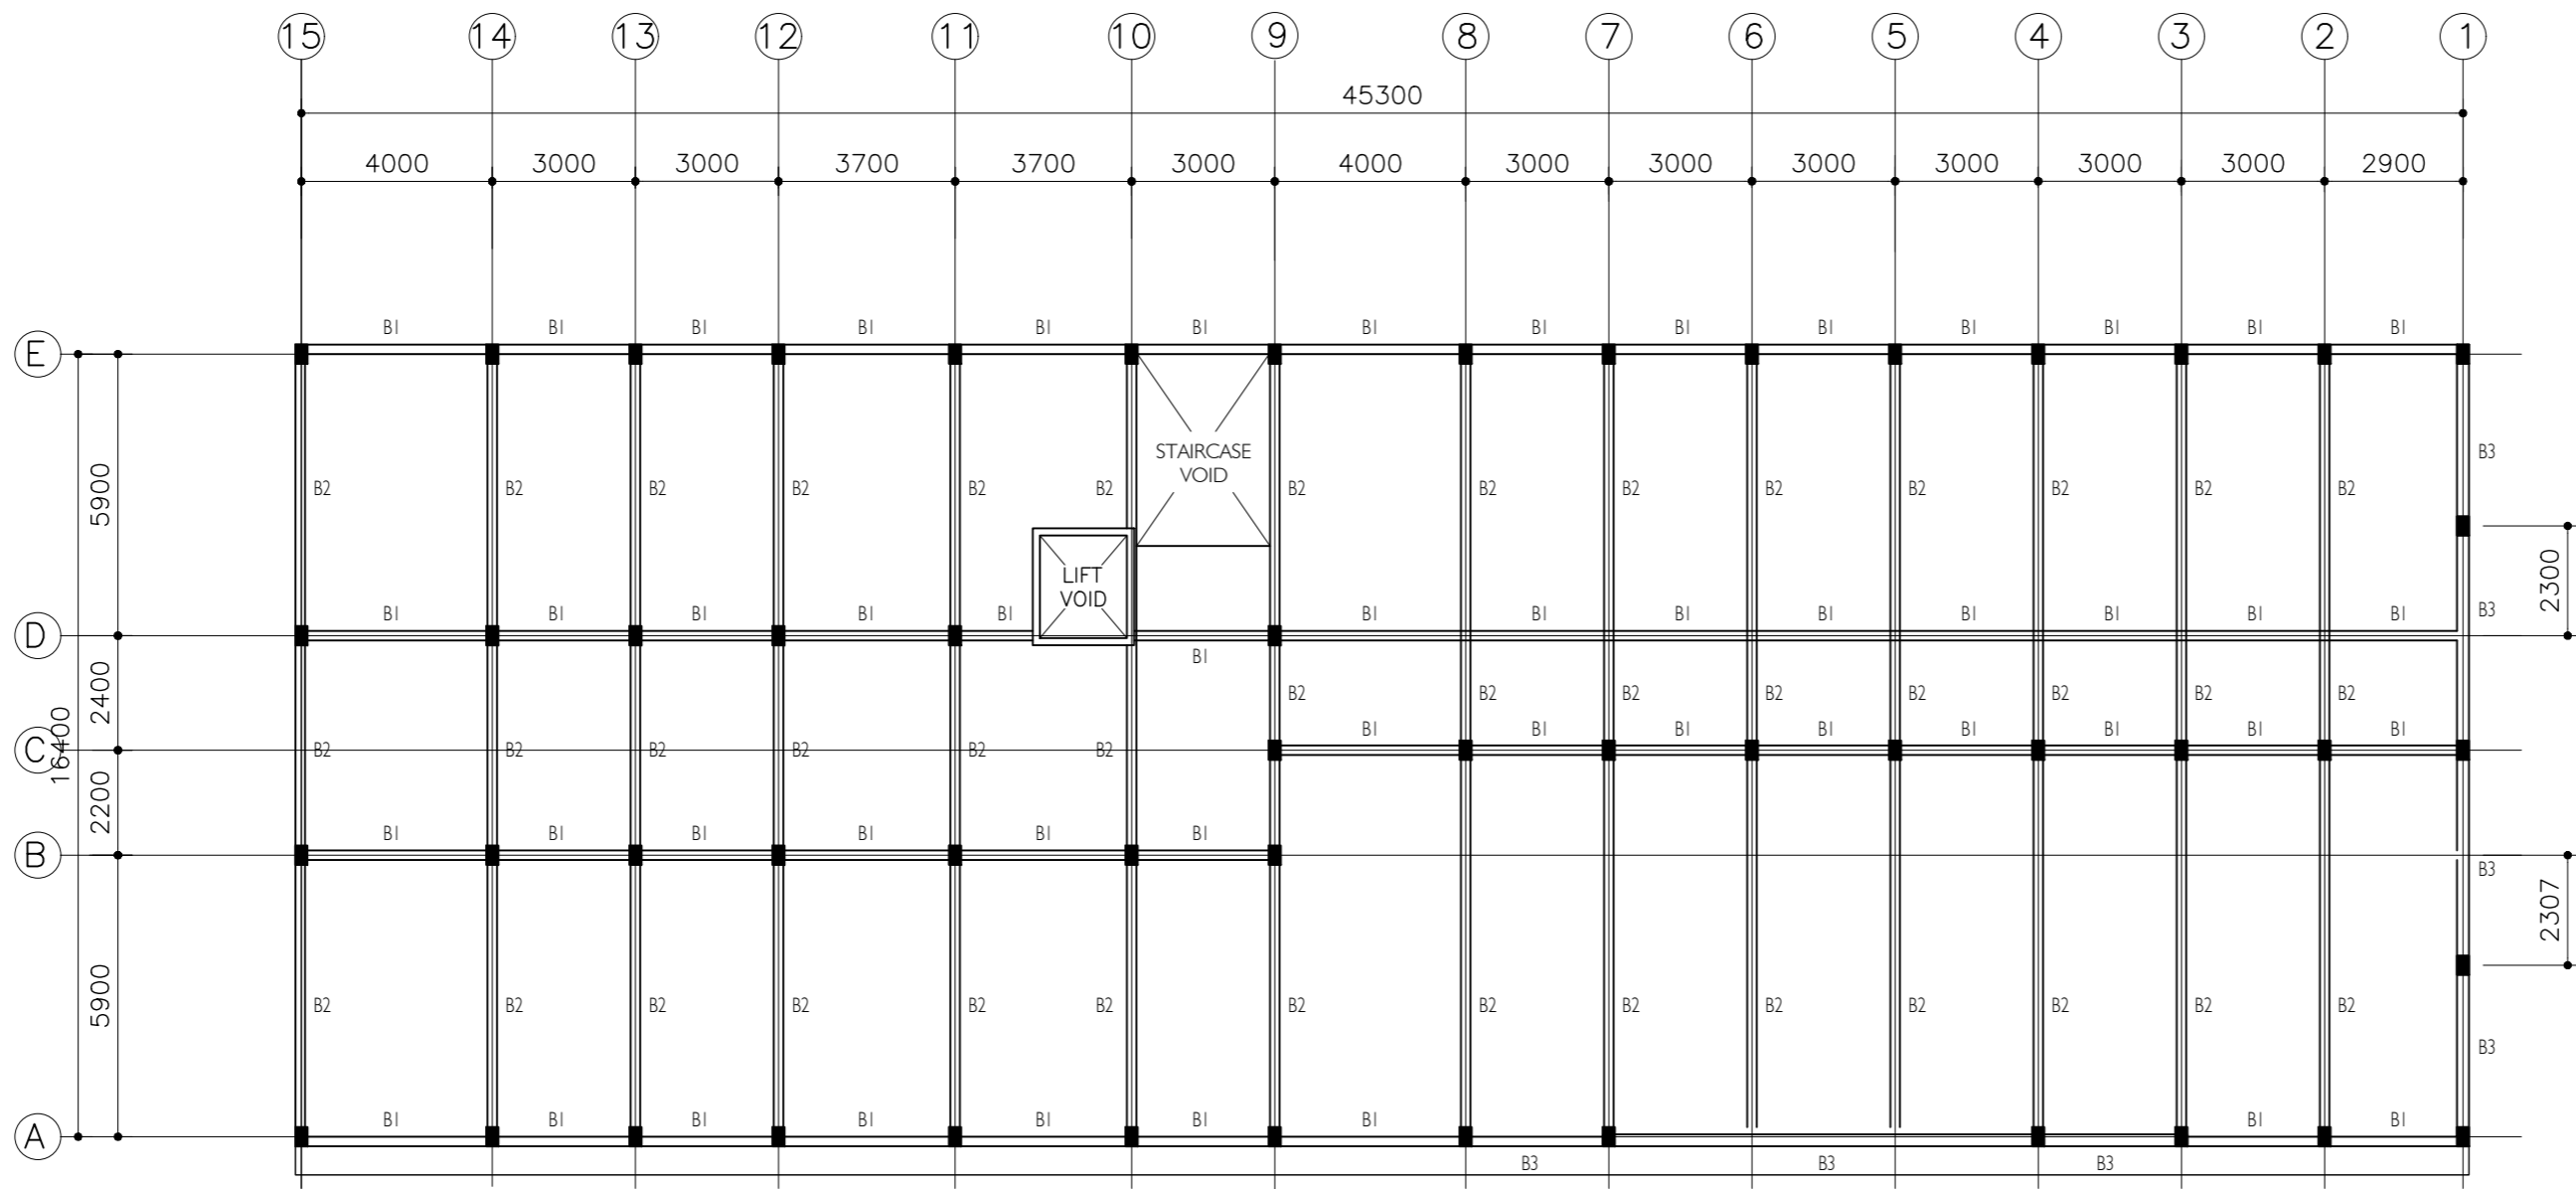 15 14 13 12 11 10 9 8 7 6 5 4 3 2 1
45300
4000 3000 3000 3700 3700 3000 4000 3000 3000 3000 3000 3000 3000 2900
B1 B1 B1 B1 B1 B1 B1 B1 B1 B1 B1 B1 B1 B1
E
STAIRCASE
VOID
B3
5900
B2 B2 B2 B2 B2 B2 B2 B2 B2 B2 B2 B2 B2 B2
LIFT
VOID
2300
B1 B1 B1 B1 B1 B1 B1 B1 B1 B1 B1 B1 B1 B3
D
B1
2400
B2 B2 B2 B2 B2 B2 B2 B2
B1 B1 B1 B1 B1 B1 B1 B1
C
16400
B2 B2 B2 B2 B2 B2
2200
B1 B1 B1 B1 B1 B1
B
B3
2307
5900
B2 B2 B2 B2 B2 B2 B2 B2 B2 B2 B2 B2 B2 B2
B3
B1 B1 B1 B1 B1 B1 B1 B1 B1
A
B3 B3 B3